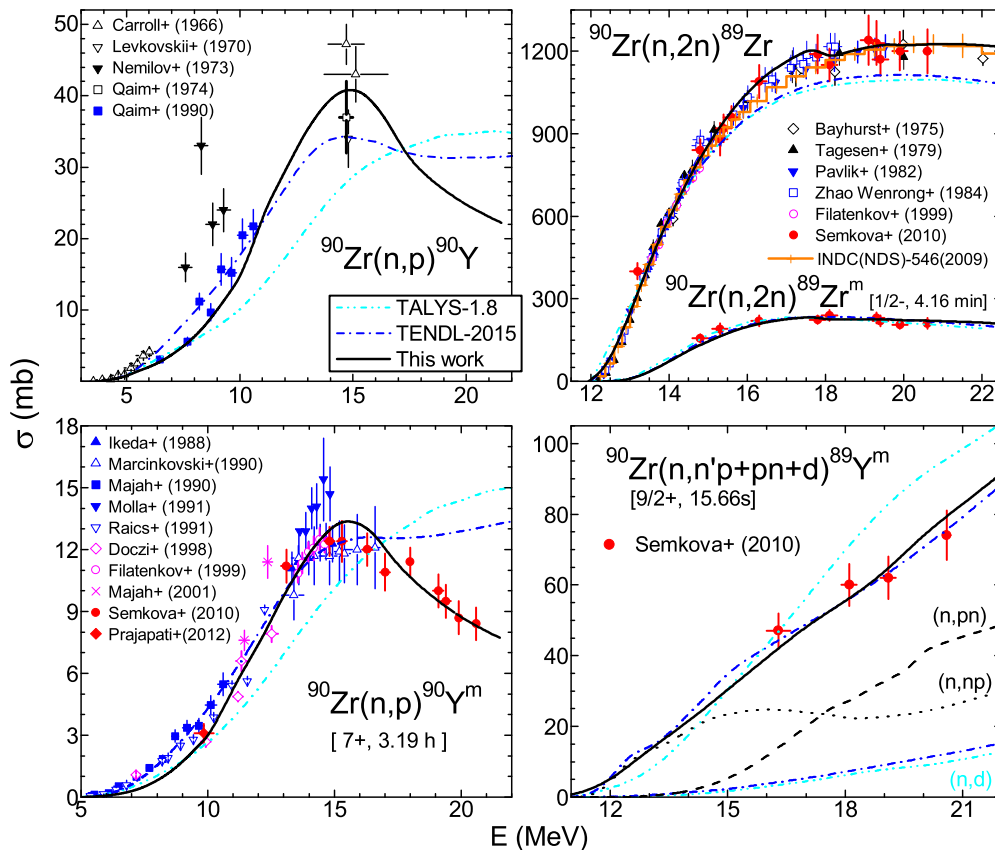 σ (mb)
50
40
30
20
10
5
10
15
20
Carroll+ (1966)
Levkovskii+ (1970)
Nemilov+ (1973)
Qaim+ (1974)
Qaim+ (1990)
⁹⁰Zr(n,p)⁹⁰Y
TALYS-1.8
TENDL-2015
This work
1200
900
600
300
0
12
14
16
18
20
22
⁹⁰Zr(n,2n)⁸⁹Zr
Bayhurst+ (1975)
Tagesen+ (1979)
Pavlik+ (1982)
Zhao Wenrong+ (1984)
Filatenkov+ (1999)
Semkova+ (2010)
INDC(NDS)-546(2009)
⁹⁰Zr(n,2n)⁸⁹Zrᵐ [1/2-, 4.16 min]
18
15
12
9
6
3
0
5
10
15
20
Ikeda+ (1988)
Marcinkovski+(1990)
Majah+ (1990)
Molla+ (1991)
Raics+ (1991)
Doczi+ (1998)
Filatenkov+ (1999)
Majah+ (2001)
Semkova+ (2010)
Prajapati+(2012)
⁹⁰Zr(n,p)⁹⁰Yᵐ
[ 7+, 3.19 h ]
100
80
60
40
20
0
12
15
18
21
⁹⁰Zr(n,n'p+pn+d)⁸⁹Yᵐ
[9/2+, 15.66s]
Semkova+ (2010)
(n,pn)
(n,np)
(n,d)
E (MeV)